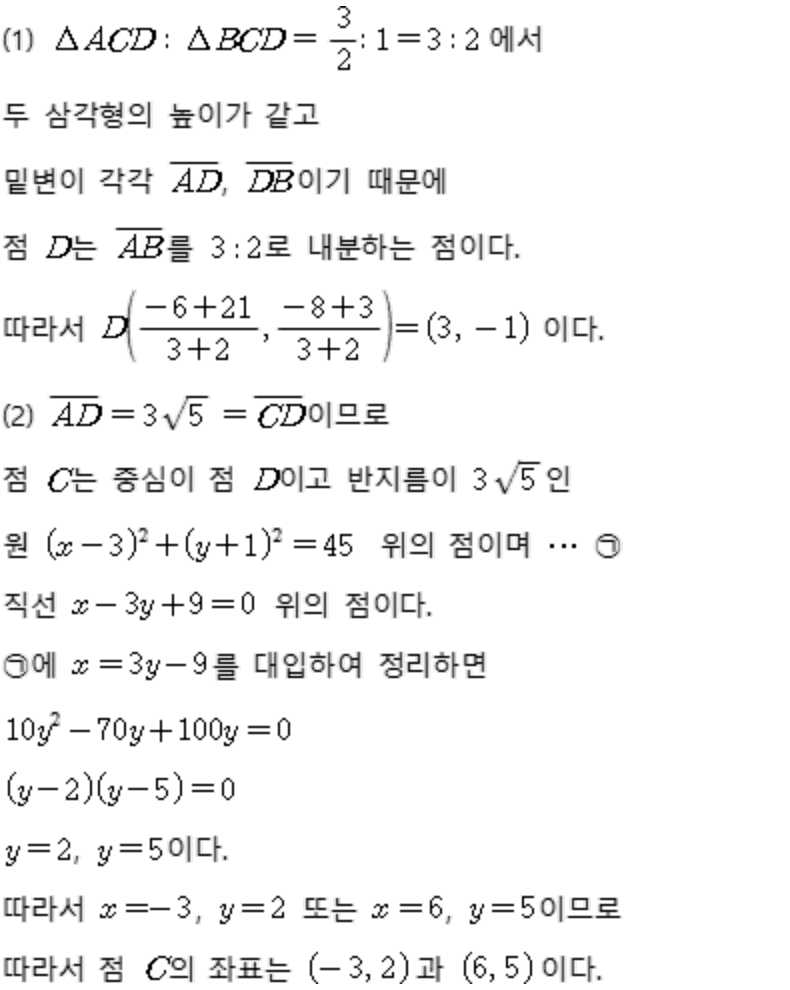 (1) △ACD : △BCD = 3/2 : 1 = 3 : 2 에서
두 삼각형의 높이가 같고
밑변이 각각 \overline{AD}, \overline{DB}이기 때문에
점 D는 \overline{AB}를 3 : 2로 내분하는 점이다.
따라서 D((-6+21)/(3+2), (-8+3)/(3+2)) = (3, -1) 이다.
(2) \overline{AD} = 3√5 = \overline{CD}이므로
점 C는 중심이 점 D이고 반지름이 3√5 인
원 (x-3)²+(y+1)² = 45 위의 점이며 ⋯ ㉠
직선 x-3y+9=0 위의 점이다.
㉠에 x=3y-9를 대입하여 정리하면
10y²-70y+100y=0
(y-2)(y-5)=0
y=2, y=5이다.
따라서 x=-3, y=2 또는 x=6, y=5이므로
따라서 점 C의 좌표는 (-3, 2)과 (6, 5)이다.